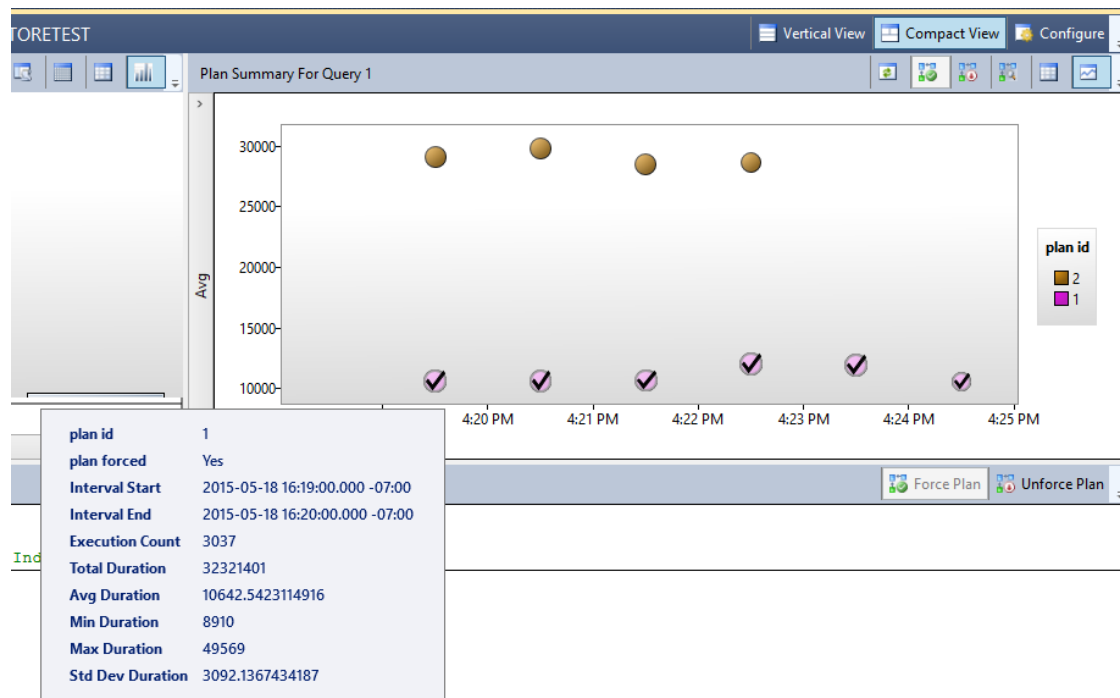 TORETEST
Vertical View
Compact View
Configure
Plan Summary For Query 1
Avg
30000
25000
20000
15000
10000
4:20 PM
4:21 PM
4:22 PM
4:23 PM
4:24 PM
4:25 PM
plan id
2
1
plan id 1
plan forced Yes
Interval Start 2015-05-18 16:19:00.000 -07:00
Interval End 2015-05-18 16:20:00.000 -07:00
Execution Count 3037
Total Duration 32321401
Avg Duration 10642.5423114916
Min Duration 8910
Max Duration 49569
Std Dev Duration 3092.1367434187
Force Plan
Unforce Plan
Ind